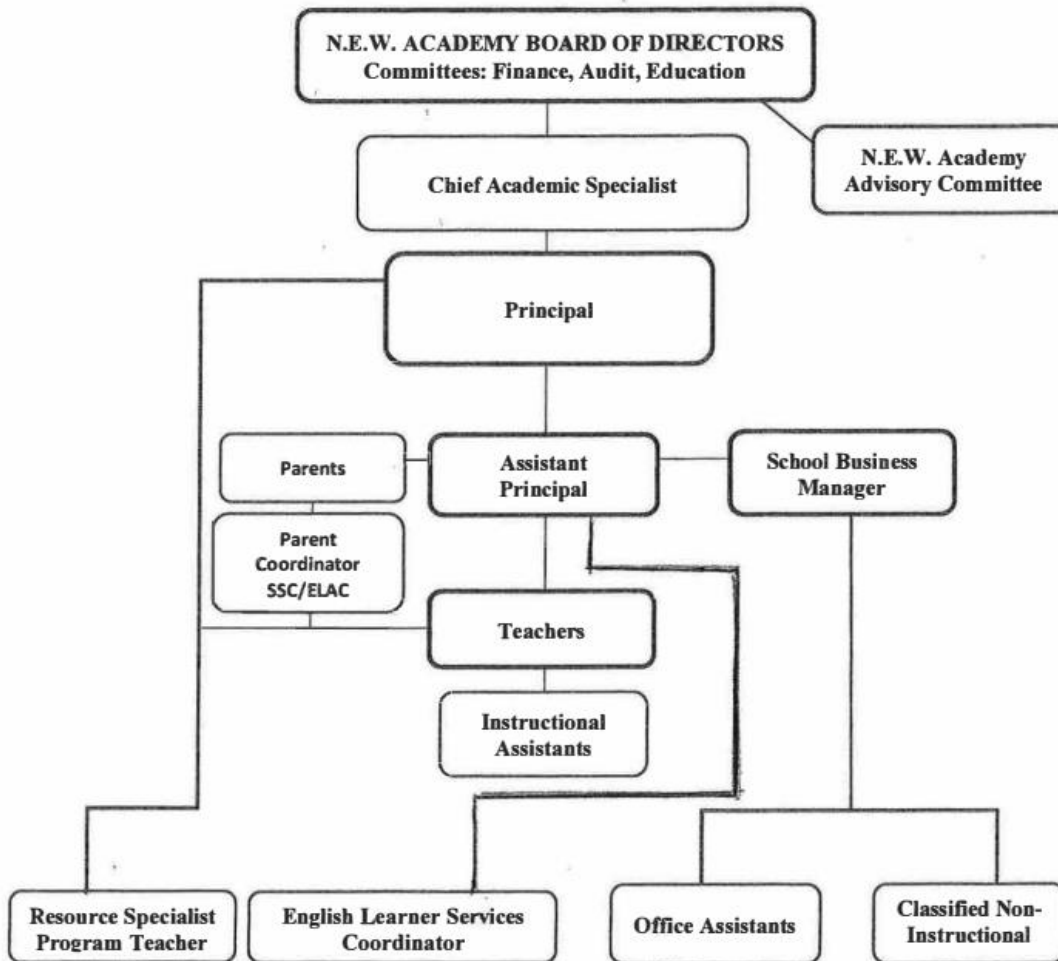 N.E.W. ACADEMY BOARD OF DIRECTORS
Committees: Finance, Audit, Education
N.E.W. Academy
Advisory Committee
Chief Academic Specialist
Principal
Parents
Assistant
Principal
School Business
Manager
Parent
Coordinator
SSC/ELAC
Teachers
Instructional
Assistants
Resource Specialist
Program Teacher
English Learner Services
Coordinator
Office Assistants
Classified Non-
Instructional